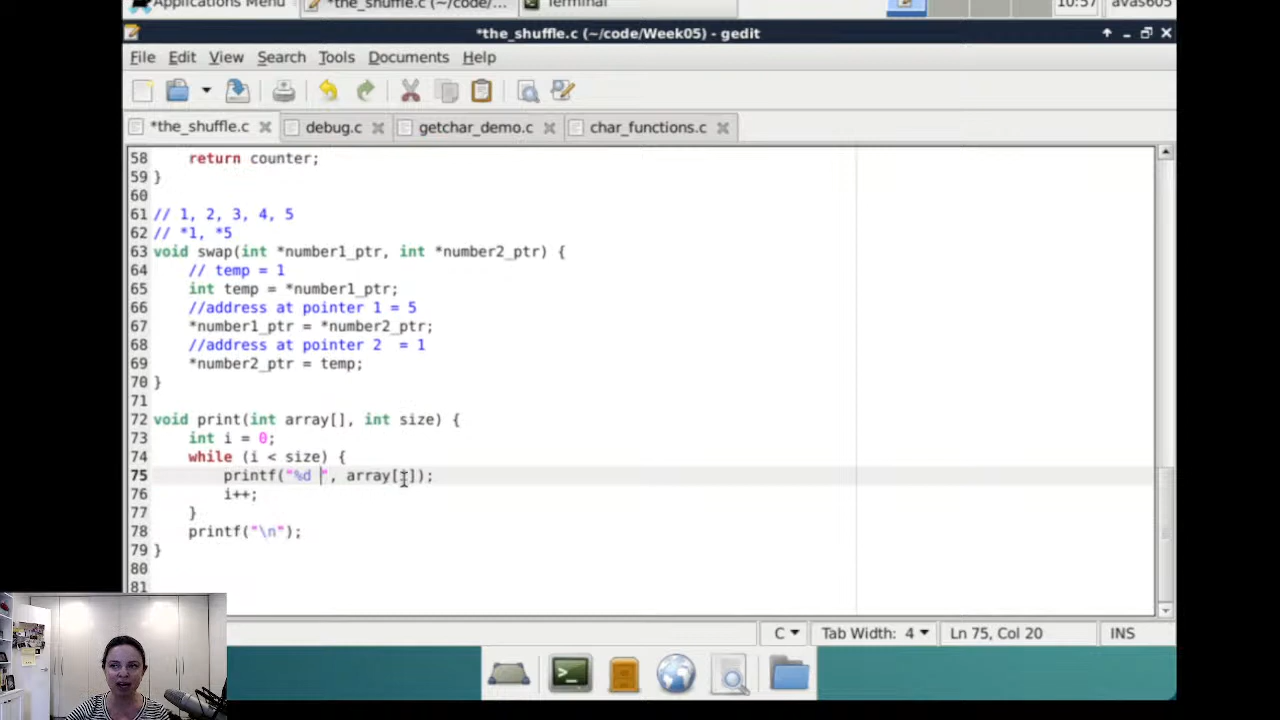 Applications Menu *the_shuffle.c (~/code/... Terminal 10:57 avas605
*the_shuffle.c (~/code/Week05) - gedit
File Edit View Search Tools Documents Help
*the_shuffle.c debug.c getchar_demo.c char_functions.c
58 return counter;
59 }
60
61 // 1, 2, 3, 4, 5
62 // *1, *5
63 void swap(int *number1_ptr, int *number2_ptr) {
64 // temp = 1
65 int temp = *number1_ptr;
66 //address at pointer 1 = 5
67 *number1_ptr = *number2_ptr;
68 //address at pointer 2  = 1
69 *number2_ptr = temp;
70 }
71
72 void print(int array[], int size) {
73 int i = 0;
74 while (i < size) {
75 printf("%d ", array[i]);
76 i++;
77 }
78 printf("\n");
79 }
80
81
C Tab Width: 4 Ln 75, Col 20 INS